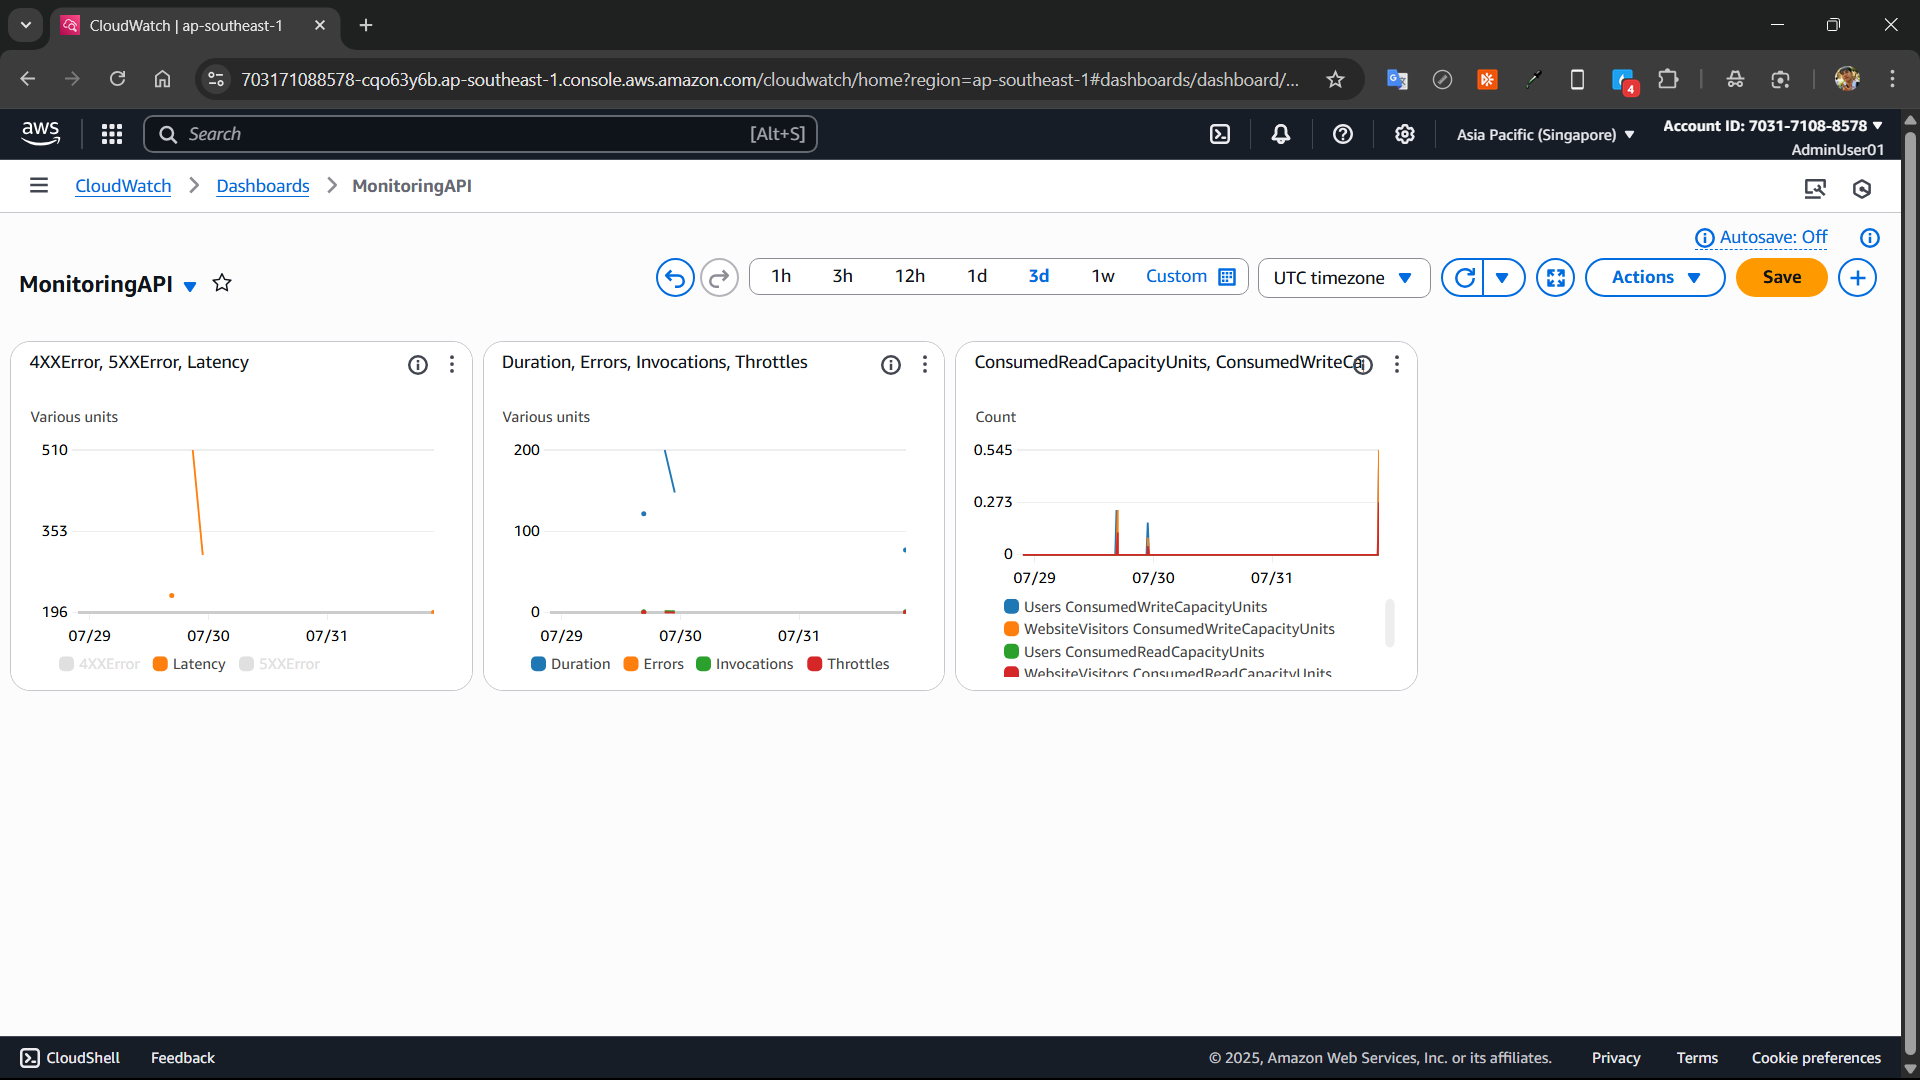 CloudWatch | ap-southeast-1
703171088578-cqo63y6b.ap-southeast-1.console.aws.amazon.com/cloudwatch/home?region=ap-southeast-1#dashboards/dashboard/...
4
aws
Search [Alt+S]
Asia Pacific (Singapore)
Account ID: 7031-7108-8578
AdminUser01
CloudWatch > Dashboards > MonitoringAPI
Autosave: Off
MonitoringAPI
1h 3h 12h 1d 3d 1w Custom
UTC timezone
Actions
Save
4XXError, 5XXError, Latency
Various units
510
353
196
07/29 07/30 07/31
4XXError Latency 5XXError
Duration, Errors, Invocations, Throttles
Various units
200
100
0
07/29 07/30 07/31
Duration Errors Invocations Throttles
ConsumedReadCapacityUnits, ConsumedWriteCa
Count
0.545
0.273
0
07/29 07/30 07/31
Users ConsumedWriteCapacityUnits
WebsiteVisitors ConsumedWriteCapacityUnits
Users ConsumedReadCapacityUnits
WebsiteVisitors ConsumedReadCapacityUnits
CloudShell Feedback
© 2025, Amazon Web Services, Inc. or its affiliates. Privacy Terms Cookie preferences